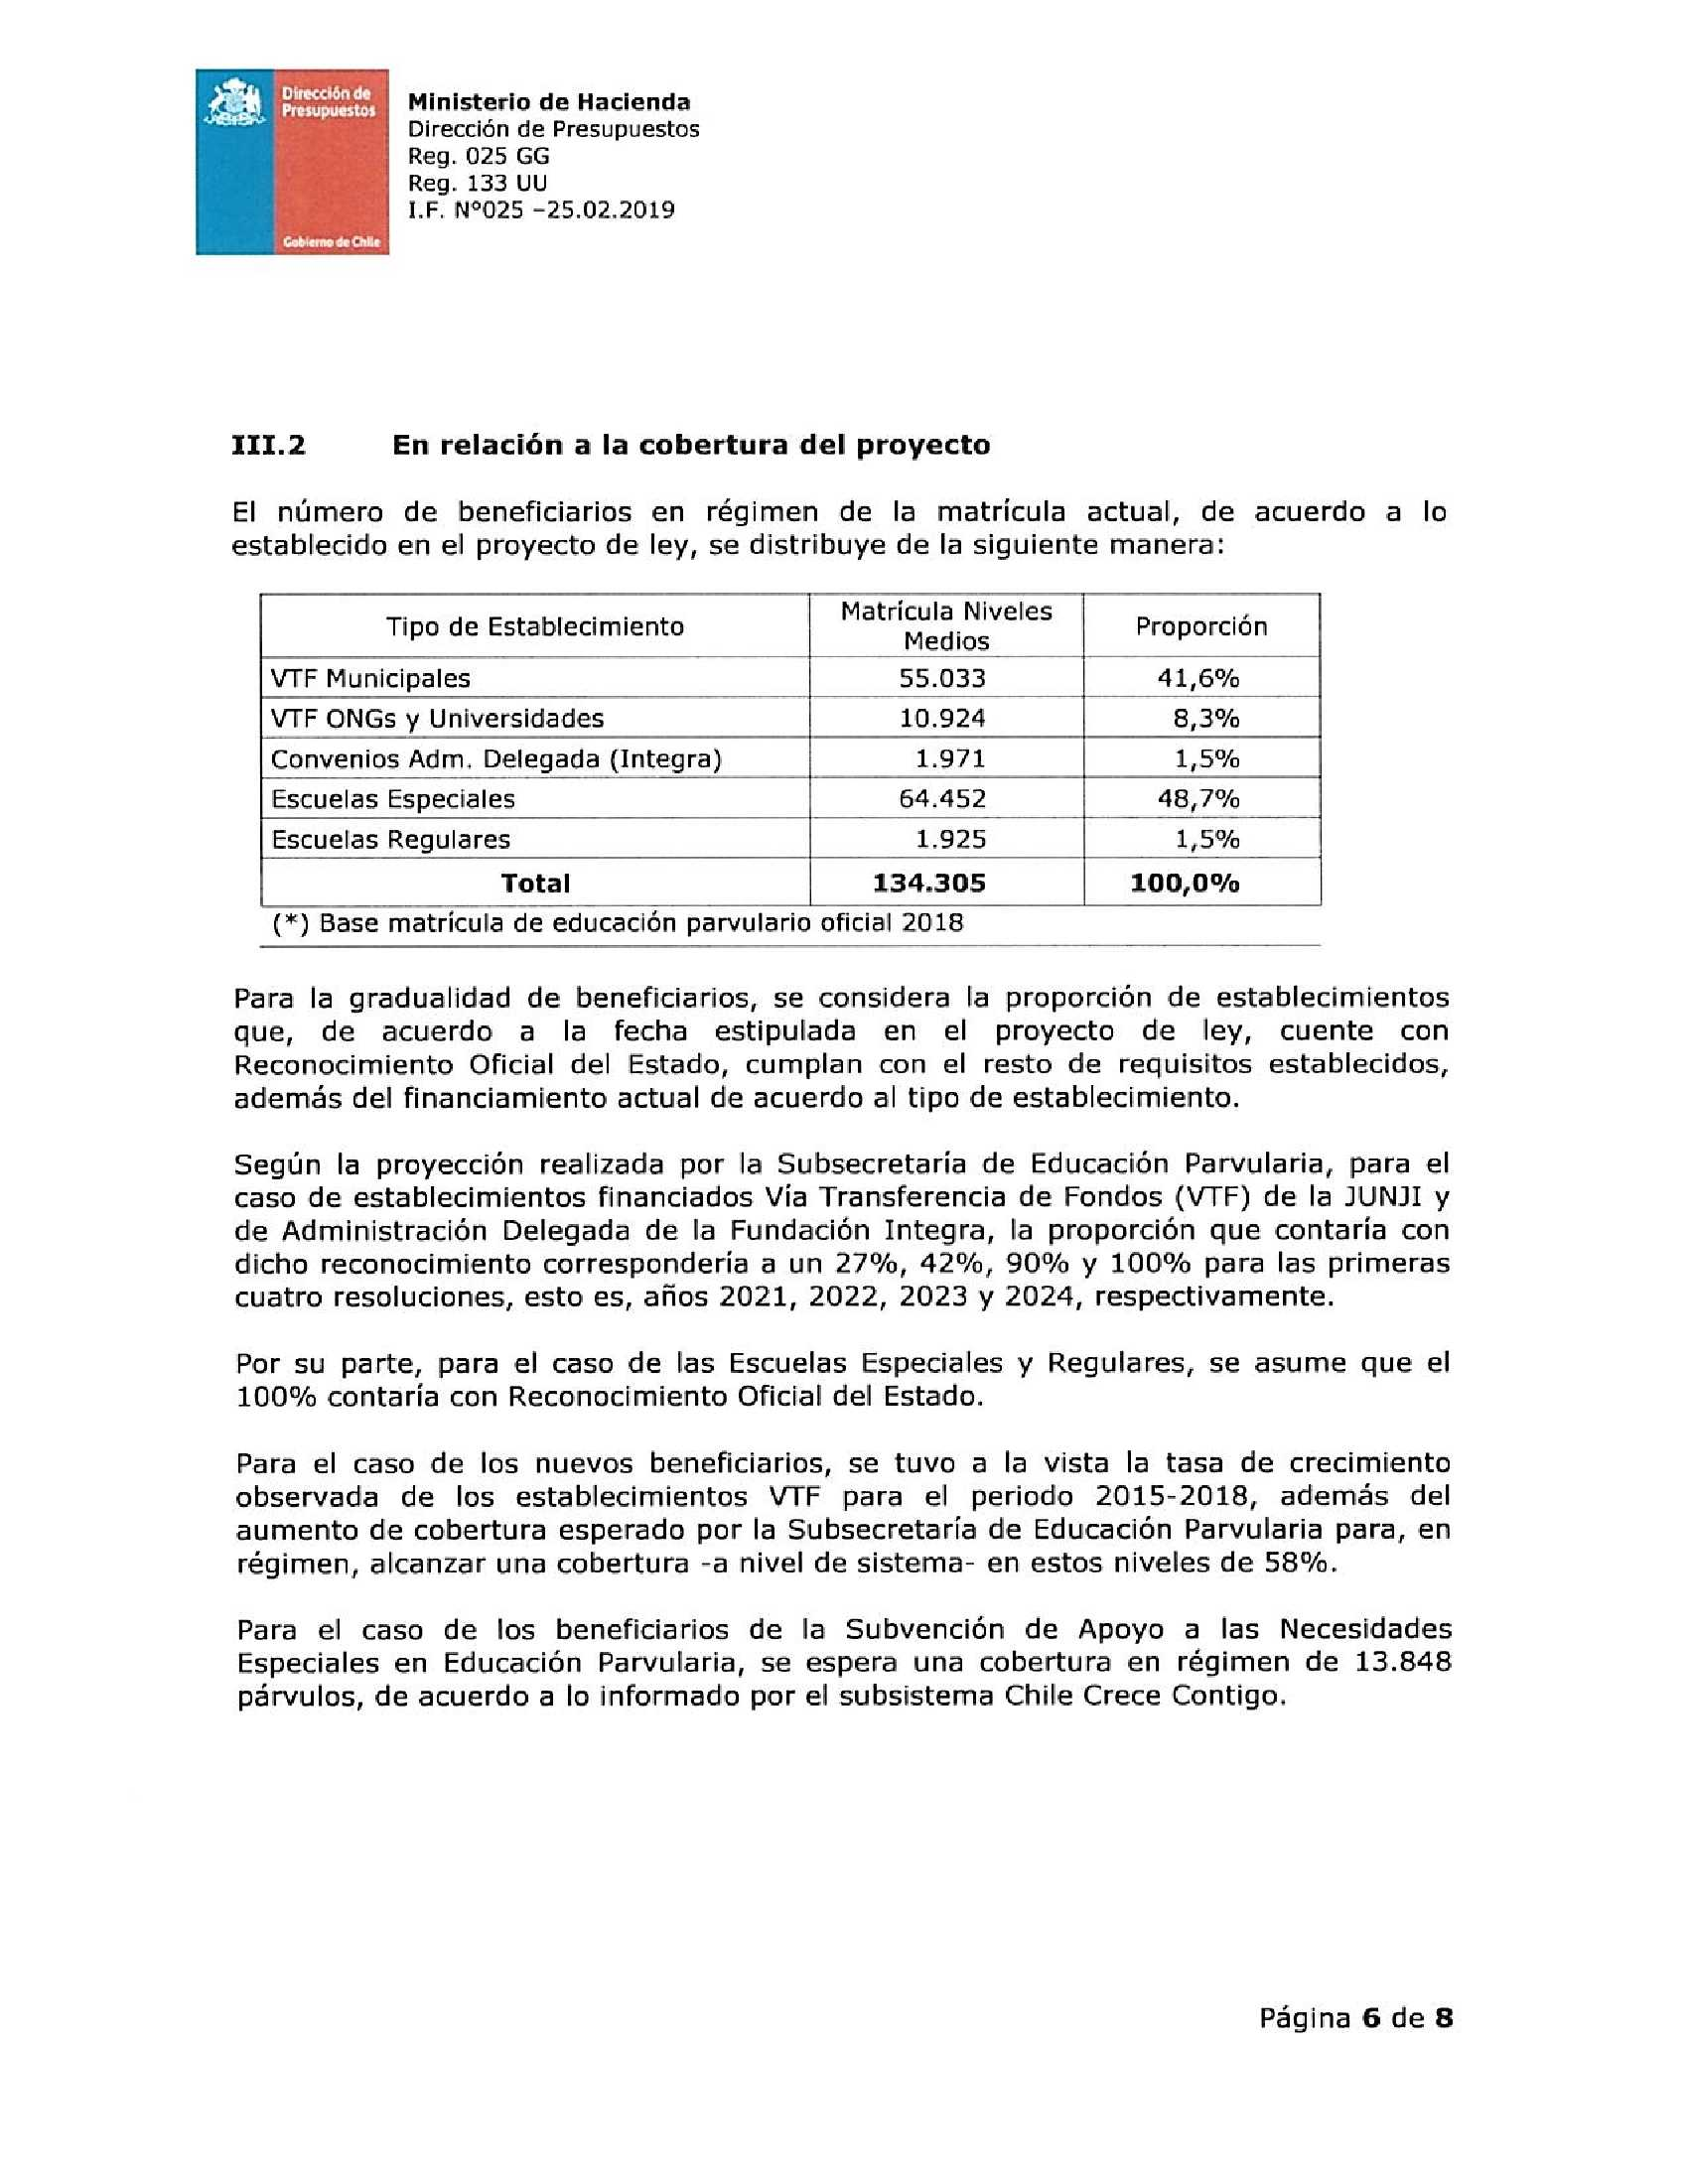 Dirección de
Presupuestos
Gobierno de Chile
Ministerio de Hacienda
Dirección de Presupuestos
Reg. 025 GG
Reg. 133 UU
I.F. N°025 –25.02.2019
III.2 En relación a la cobertura del proyecto
El número de beneficiarios en régimen de la matrícula actual, de acuerdo a lo
establecido en el proyecto de ley, se distribuye de la siguiente manera:
Tipo de Establecimiento Matrícula Niveles Medios Proporción
VTF Municipales 55.033 41,6%
VTF ONGs y Universidades 10.924 8,3%
Convenios Adm. Delegada (Integra) 1.971 1,5%
Escuelas Especiales 64.452 48,7%
Escuelas Regulares 1.925 1,5%
Total 134.305 100,0%
(*) Base matrícula de educación parvulario oficial 2018
Para la gradualidad de beneficiarios, se considera la proporción de establecimientos
que, de acuerdo a la fecha estipulada en el proyecto de ley, cuente con
Reconocimiento Oficial del Estado, cumplan con el resto de requisitos establecidos,
además del financiamiento actual de acuerdo al tipo de establecimiento.
Según la proyección realizada por la Subsecretaría de Educación Parvularia, para el
caso de establecimientos financiados Vía Transferencia de Fondos (VTF) de la JUNJI y
de Administración Delegada de la Fundación Integra, la proporción que contaría con
dicho reconocimiento correspondería a un 27%, 42%, 90% y 100% para las primeras
cuatro resoluciones, esto es, años 2021, 2022, 2023 y 2024, respectivamente.
Por su parte, para el caso de las Escuelas Especiales y Regulares, se asume que el
100% contaría con Reconocimiento Oficial del Estado.
Para el caso de los nuevos beneficiarios, se tuvo a la vista la tasa de crecimiento
observada de los establecimientos VTF para el periodo 2015-2018, además del
aumento de cobertura esperado por la Subsecretaría de Educación Parvularia para, en
régimen, alcanzar una cobertura -a nivel de sistema- en estos niveles de 58%.
Para el caso de los beneficiarios de la Subvención de Apoyo a las Necesidades
Especiales en Educación Parvularia, se espera una cobertura en régimen de 13.848
párvulos, de acuerdo a lo informado por el subsistema Chile Crece Contigo.
Página 6 de 8